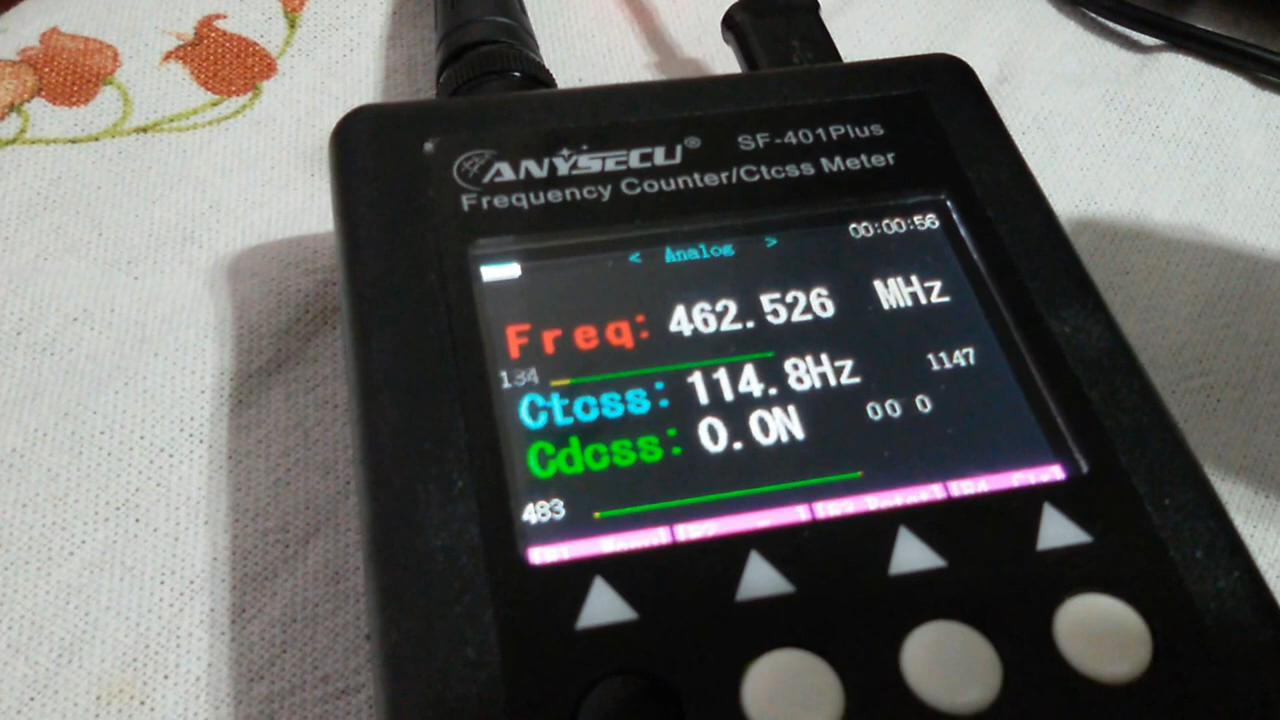 ANYSECU® SF-401Plus
Frequency Counter/Ctcss Meter
< Analog > 00:00:56
Freq: 462.526 MHz
134
Ctcss: 114.8Hz 1147
Cdcss: 0.0N 00 0
483